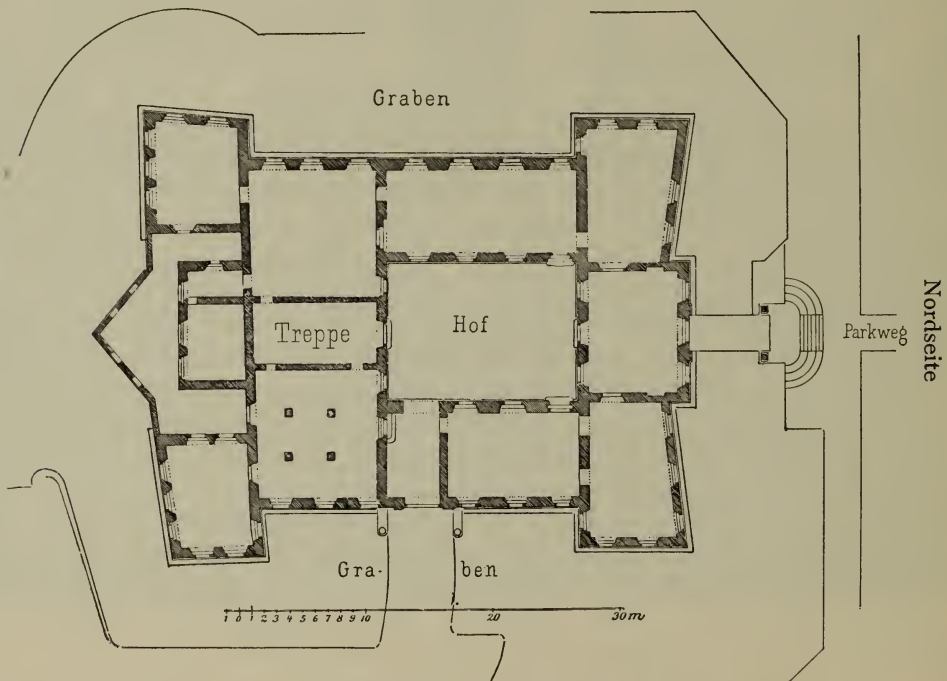 Graben
Treppe
Hof
Parkweg
Nordseite
Gra- ben
1 0 1 2 3 4 5 6 7 8 9 10 20 30 m